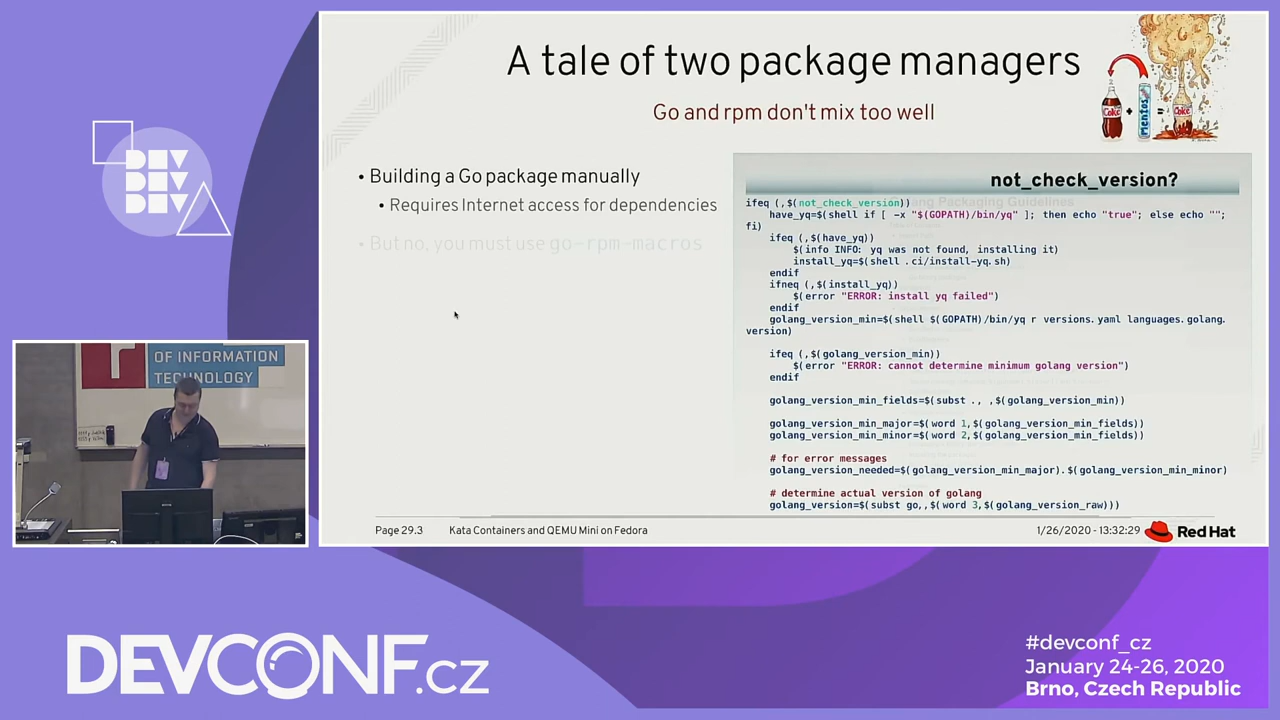 A tale of two package managers
Go and rpm don't mix too well
Coke
+
mentos
=
Coke
DEV
DEV
DEV
• Building a Go package manually
• Requires Internet access for dependencies
• But no, you must use go-rpm-macros
not_check_version?
ifeq (,$(not_check_version))
have_yq=$(shell if [ -x "$(GOPATH)/bin/yq" ]; then echo "true"; else echo "";
fi)
ifeq (,$(have_yq))
$(info INFO: yq was not found, installing it)
install_yq=$(shell .ci/install-yq.sh)
endif
ifneq (,$(install_yq))
$(error "ERROR: install yq failed")
endif
golang_version_min=$(shell $(GOPATH)/bin/yq r versions.yaml languages.golang.
version)
ifeq (,$(golang_version_min))
$(error "ERROR: cannot determine minimum golang version")
endif
golang_version_min_fields=$(subst ., ,$(golang_version_min))
golang_version_min_major=$(word 1,$(golang_version_min_fields))
golang_version_min_minor=$(word 2,$(golang_version_min_fields))
# for error messages
golang_version_needed=$(golang_version_min_major).$(golang_version_min_minor)
# determine actual version of golang
golang_version=$(subst go,,$(word 3,$(golang_version_raw)))
Page 29.3
Kata Containers and QEMU Mini on Fedora
1/26/2020 - 13:32:29
Red Hat
OF INFORMATION
TECHNOLOGY
DEVCONF.cz
#devconf_cz
January 24-26, 2020
Brno, Czech Republic